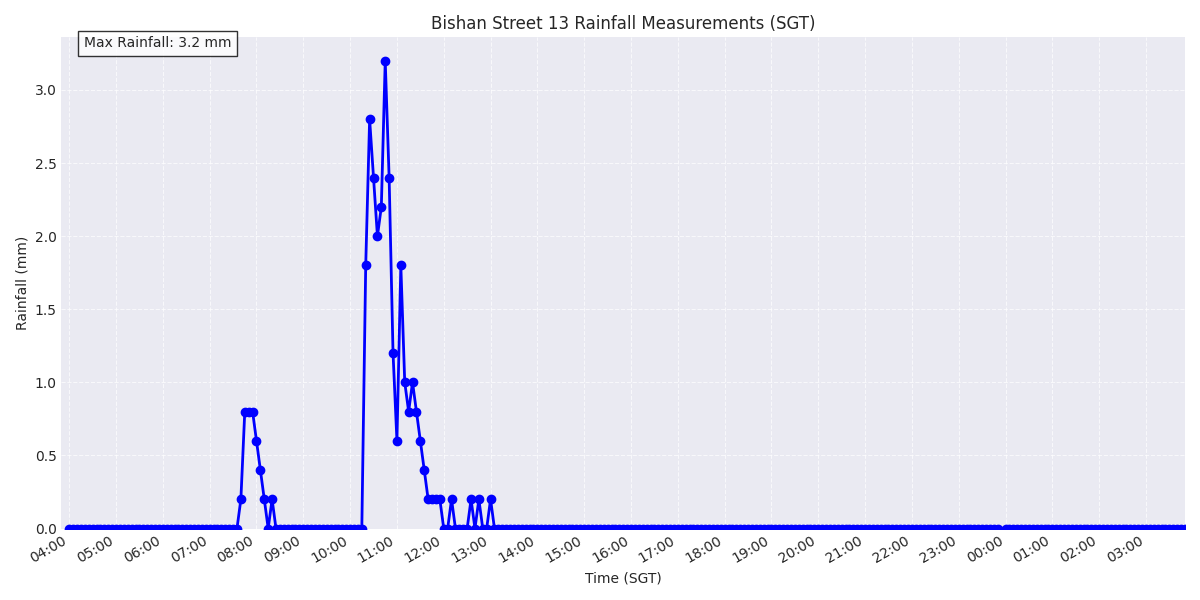 Bishan Street 13 Rainfall Measurements (SGT)
Max Rainfall: 3.2 mm
Rainfall (mm)
3.0
2.5
2.0
1.5
1.0
0.5
0.0
04:00 05:00 06:00 07:00 08:00 09:00 10:00 11:00 12:00 13:00 14:00 15:00 16:00 17:00 18:00 19:00 20:00 21:00 22:00 23:00 00:00 01:00 02:00 03:00
Time (SGT)